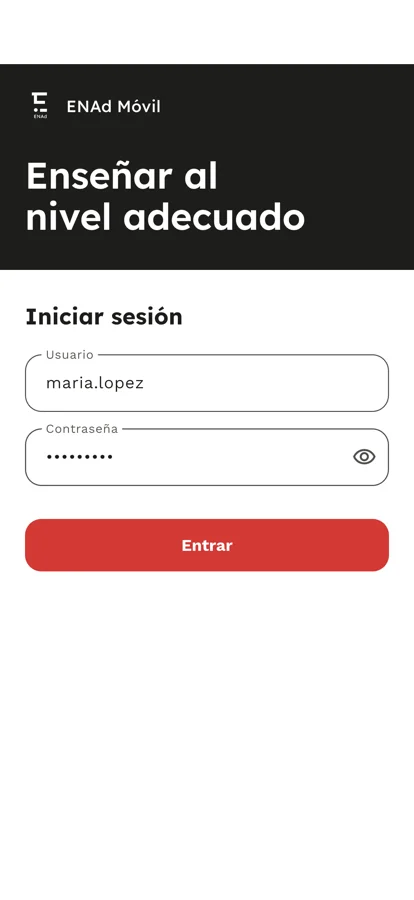 ENAd
ENAd Móvil
Enseñar al
nivel adecuado
Iniciar sesión
Usuario
maria.lopez
Contraseña
•••••••••
Entrar